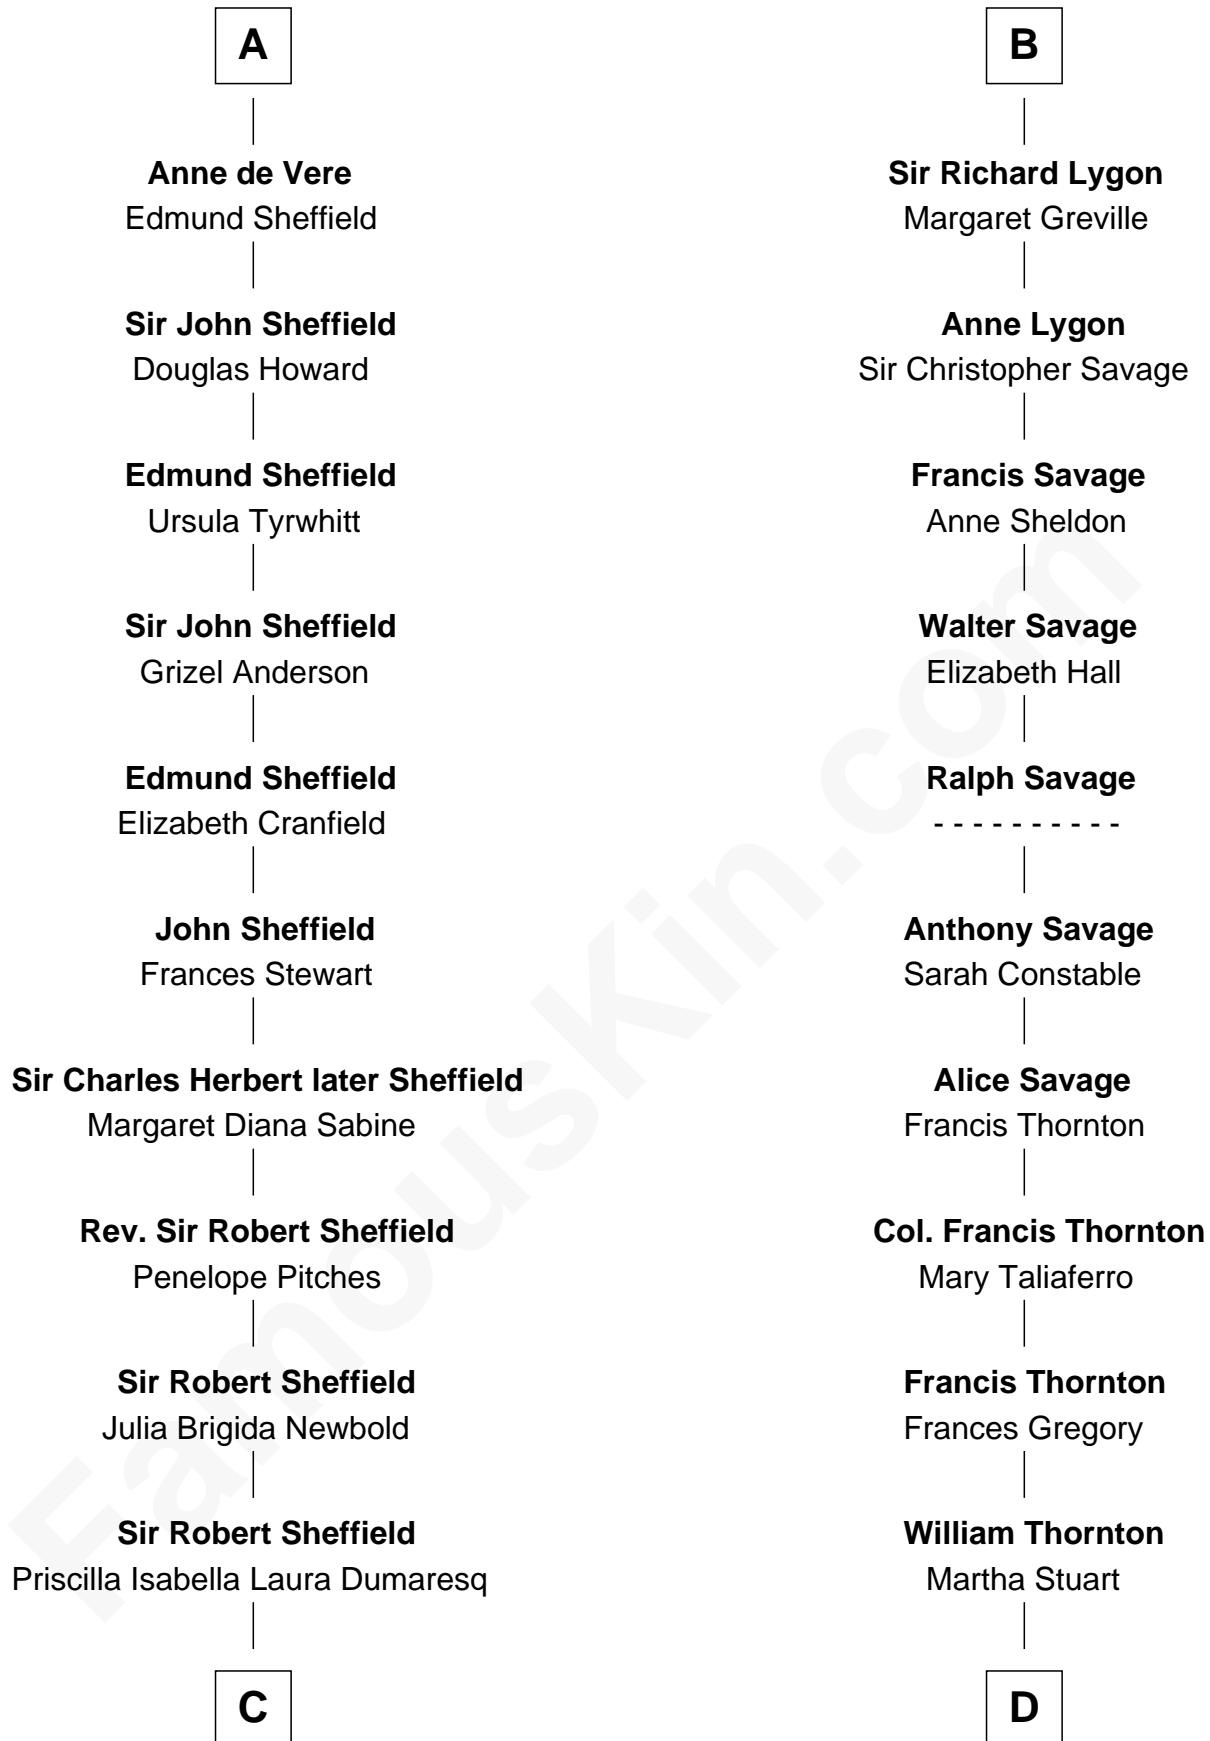 A
Anne de Vere
Edmund Sheffield
Sir John Sheffield
Douglas Howard
Edmund Sheffield
Ursula Tyrwhitt
Sir John Sheffield
Grizel Anderson
Edmund Sheffield
Elizabeth Cranfield
John Sheffield
Frances Stewart
Sir Charles Herbert later Sheffield
Margaret Diana Sabine
Rev. Sir Robert Sheffield
Penelope Pitches
Sir Robert Sheffield
Julia Brigida Newbold
Sir Robert Sheffield
Priscilla Isabella Laura Dumaresq
C
B
Sir Richard Lygon
Margaret Greville
Anne Lygon
Sir Christopher Savage
Francis Savage
Anne Sheldon
Walter Savage
Elizabeth Hall
Ralph Savage
- - - - - - - - - -
Anthony Savage
Sarah Constable
Alice Savage
Francis Thornton
Col. Francis Thornton
Mary Taliaferro
Francis Thornton
Frances Gregory
William Thornton
Martha Stuart
D
FamousKin.com